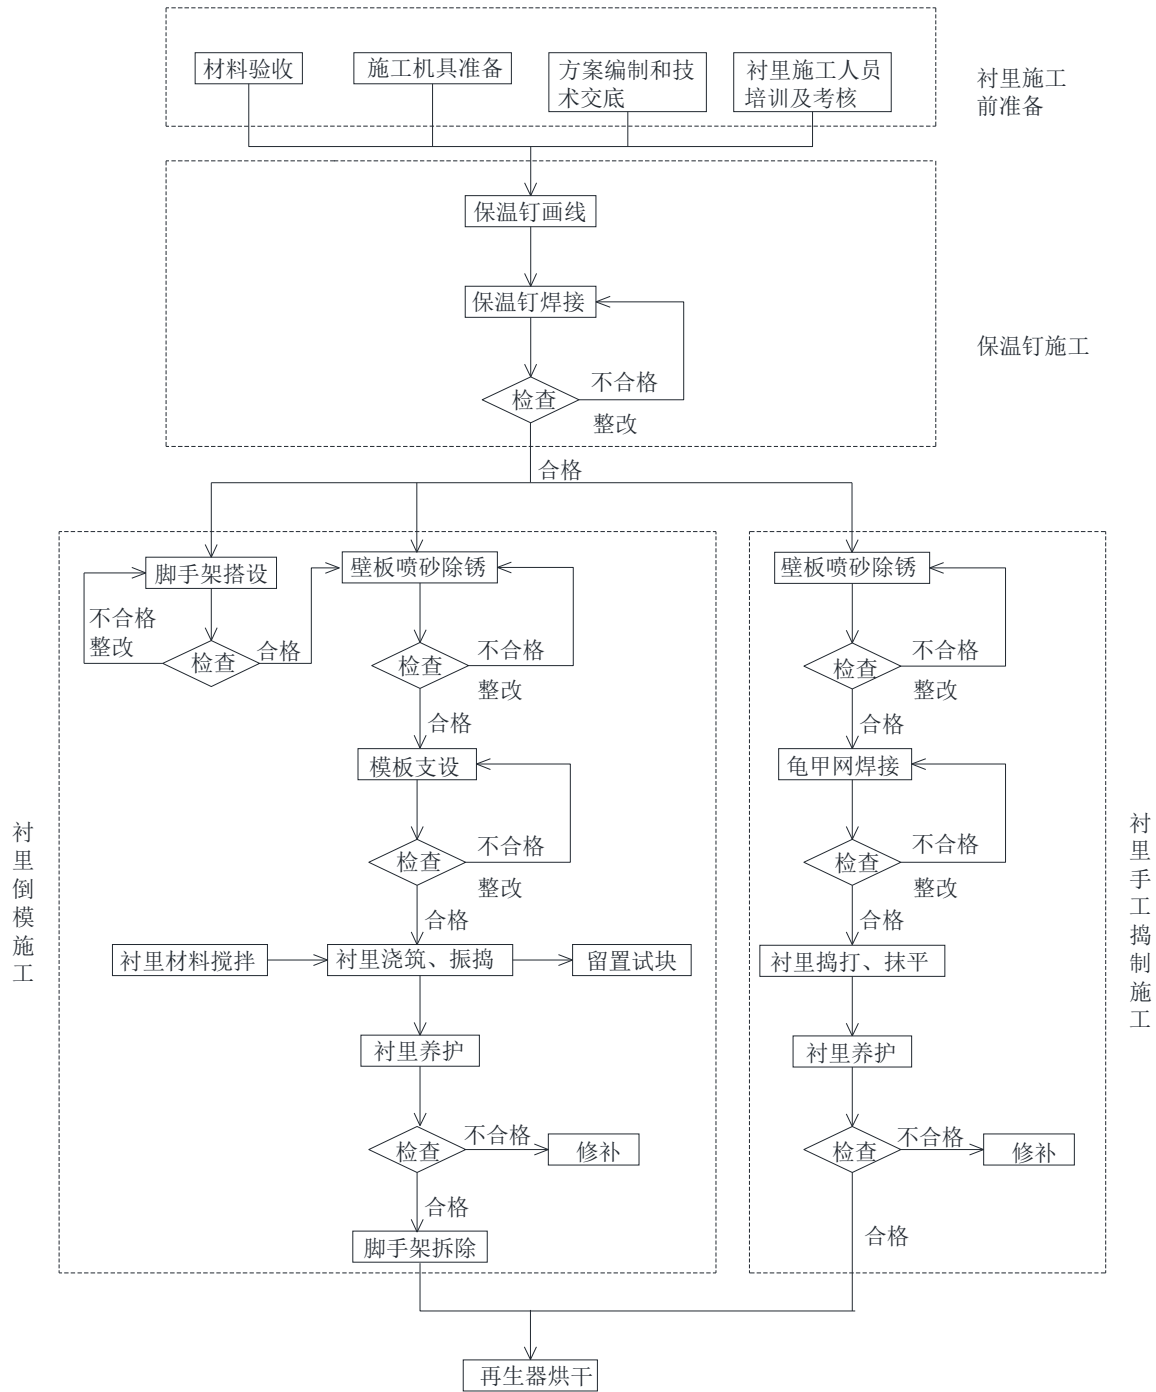 材料验收
施工机具准备
方案编制和技
术交底
衬里施工人员
培训及考核
衬里施工
前准备
保温钉画线
保温钉焊接
保温钉施工
检查
不合格
整改
合格
脚手架搭设
不合格
整改
检查
合格
壁板喷砂除锈
检查
不合格
整改
合格
模板支设
检查
不合格
整改
合格
衬里材料搅拌
衬里浇筑、振捣
留置试块
衬里养护
检查
不合格
修补
合格
脚手架拆除
衬里倒模施工
壁板喷砂除锈
检查
不合格
整改
合格
龟甲网焊接
检查
不合格
整改
合格
衬里捣打、抹平
衬里养护
检查
不合格
修补
合格
衬里手工捣制施工
再生器烘干